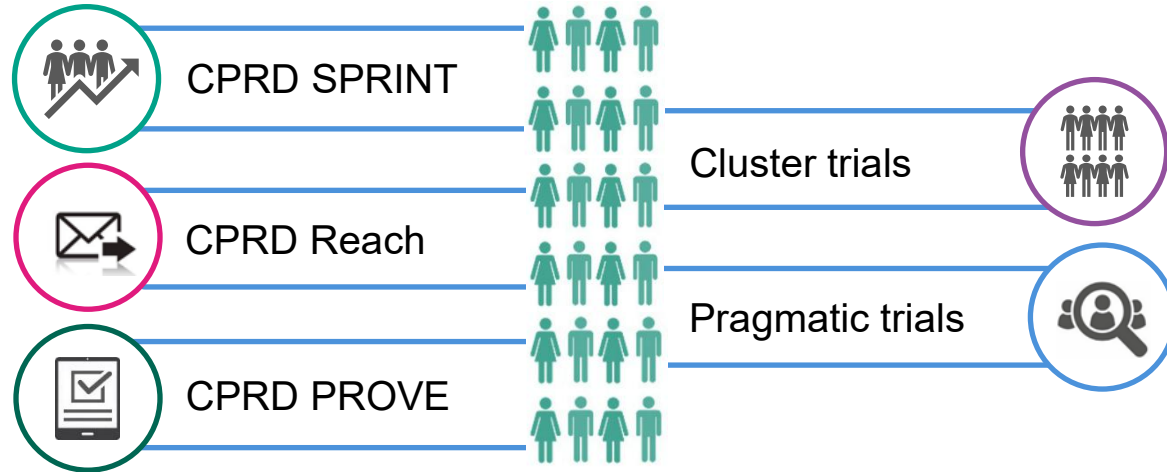 CPRD SPRINT
CPRD Reach
CPRD PROVE
Cluster trials
Pragmatic trials